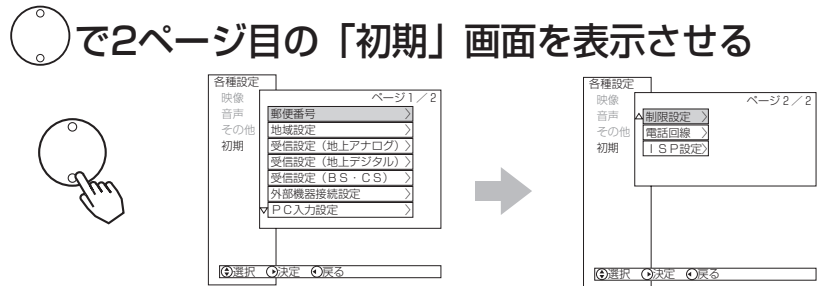 で2ページ目の「初期」画面を表示させる
各種設定
映像
音声
その他
初期
ページ1/2
郵便番号
地域設定
受信設定(地上アナログ)
受信設定(地上デジタル)
受信設定(BS・CS)
外部機器接続設定
PC入力設定
選択 決定 戻る
各種設定
映像
音声
その他
初期
ページ2/2
制限設定
電話回線
ISP設定
選択 決定 戻る